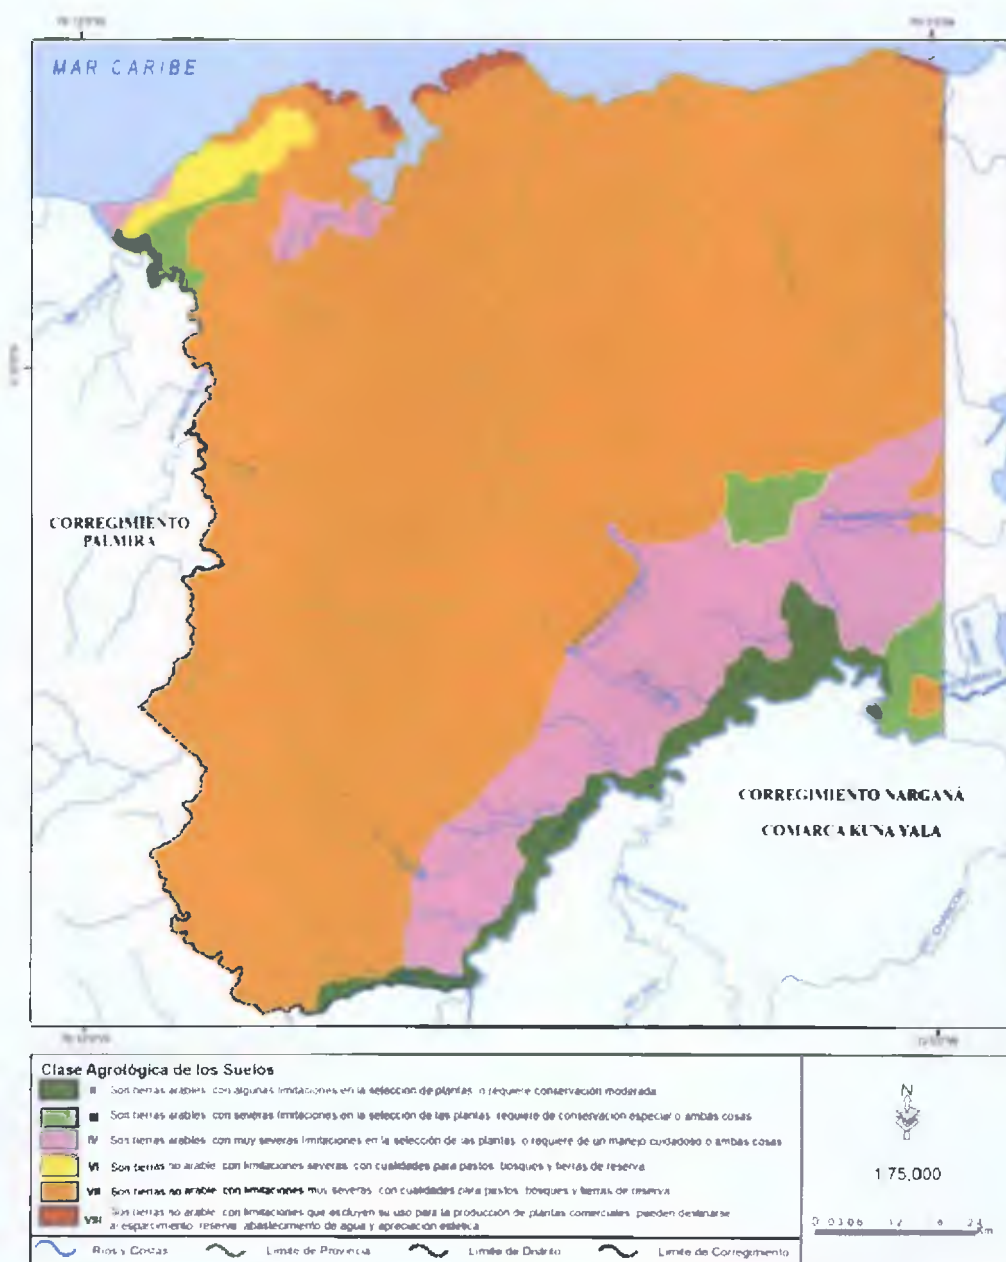 MAR CARIBE
CORREGIMIENTO
PALMIRA
CORREGIMIENTO NARGANÁ
COMARCA KUNA YALA
Clase Agrológica de los Suelos
II Son tierras arables, con algunas limitaciones en la selección de plantas, o requiere conservación moderada
III Son tierras arables, con severas limitaciones en la selección de las plantas, requiere de conservación especial o ambas cosas
IV Son tierras arables, con muy severas limitaciones en la selección de las plantas o requiere de un manejo cuidadoso o ambas cosas
VI Son tierras no arable, con limitaciones severas, con cualidades para pastos, bosques y tierras de reserva
VII Son tierras no arable, con limitaciones muy severas, con cualidades para pastos, bosques y tierras de reserva
VIII Son tierras no arable, con limitaciones que excluyen su uso para la producción de plantas comerciales, pueden destinarse
a esparcimiento, reserva, abastecimiento de agua y apreciación estética
N
1:75,000
Km
Ríos y Costas Límite de Provincia Límite de Distrito Límite de Corregimiento